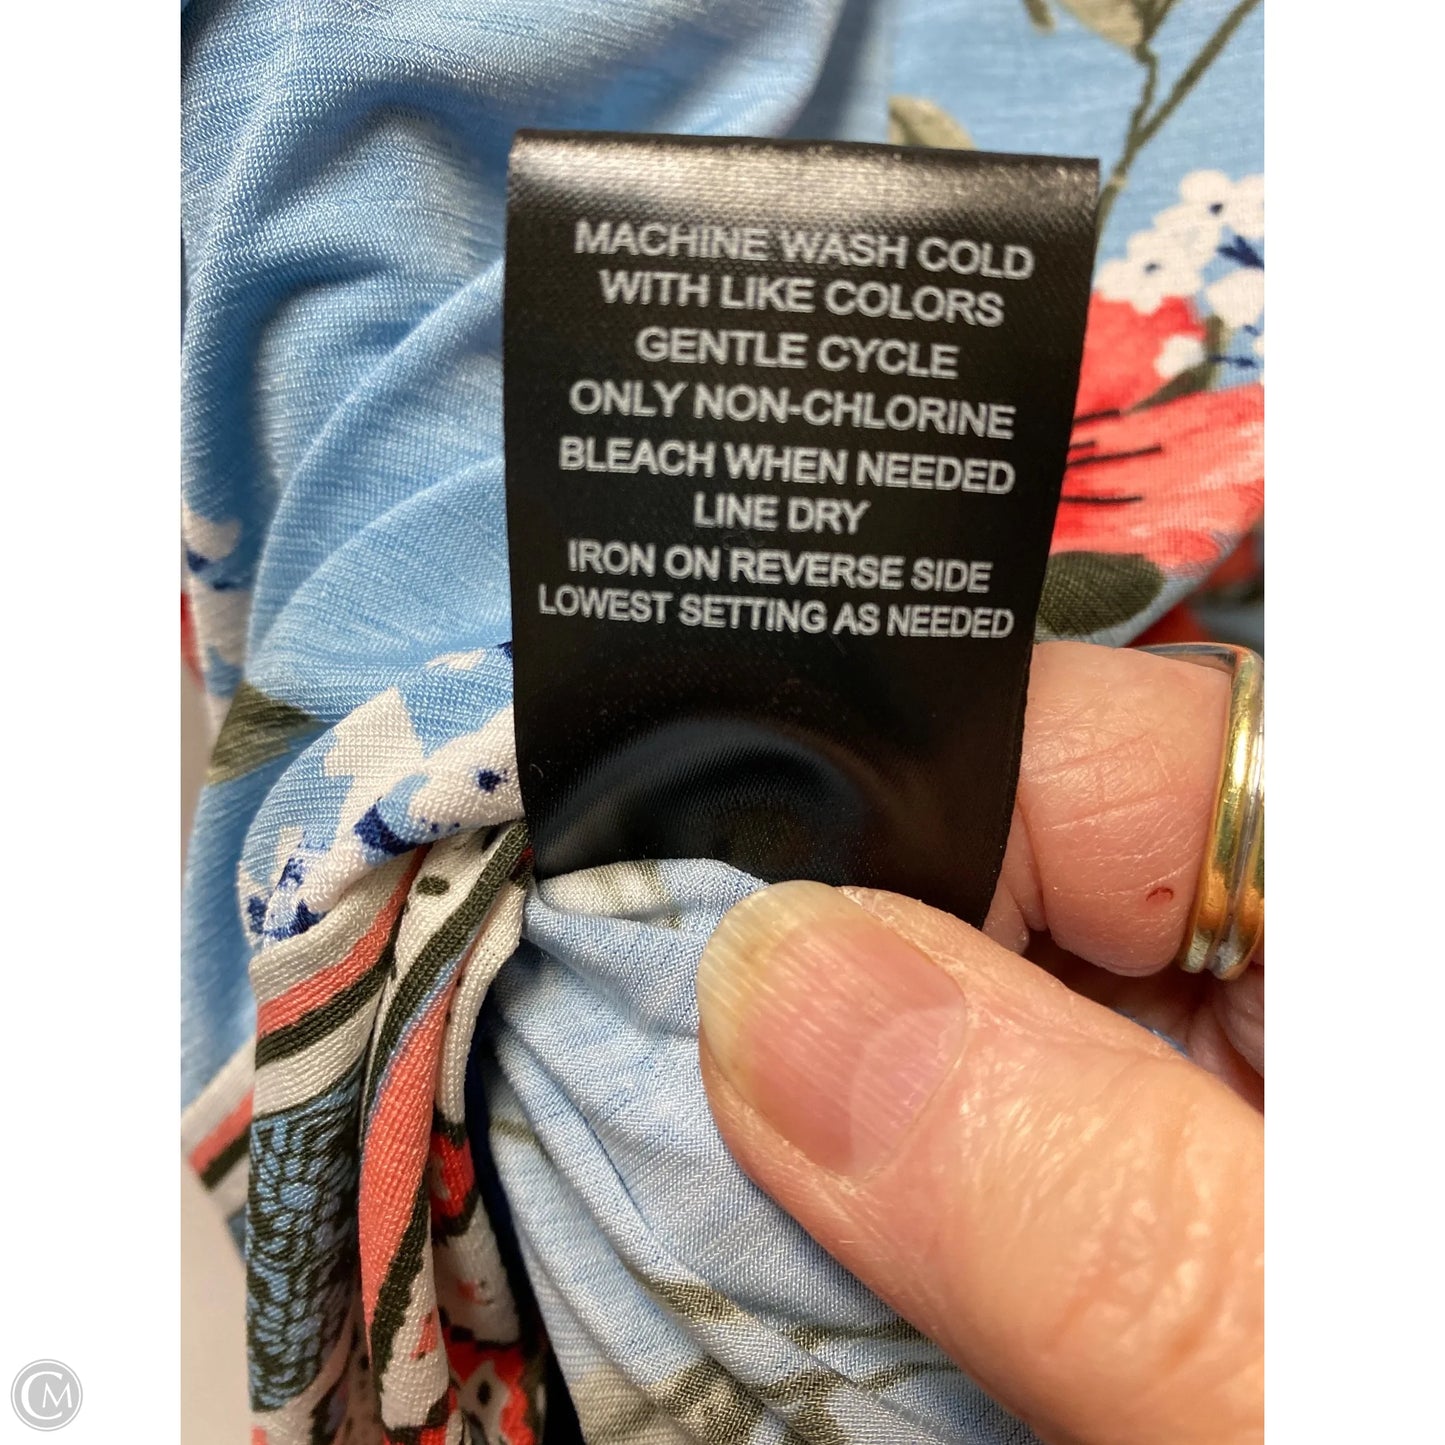 MACHINE WASH COLD
WITH LIKE COLORS
GENTLE CYCLE
ONLY NON-CHLORINE
BLEACH WHEN NEEDED
LINE DRY
IRON ON REVERSE SIDE
LOWEST SETTING AS NEEDED
CM